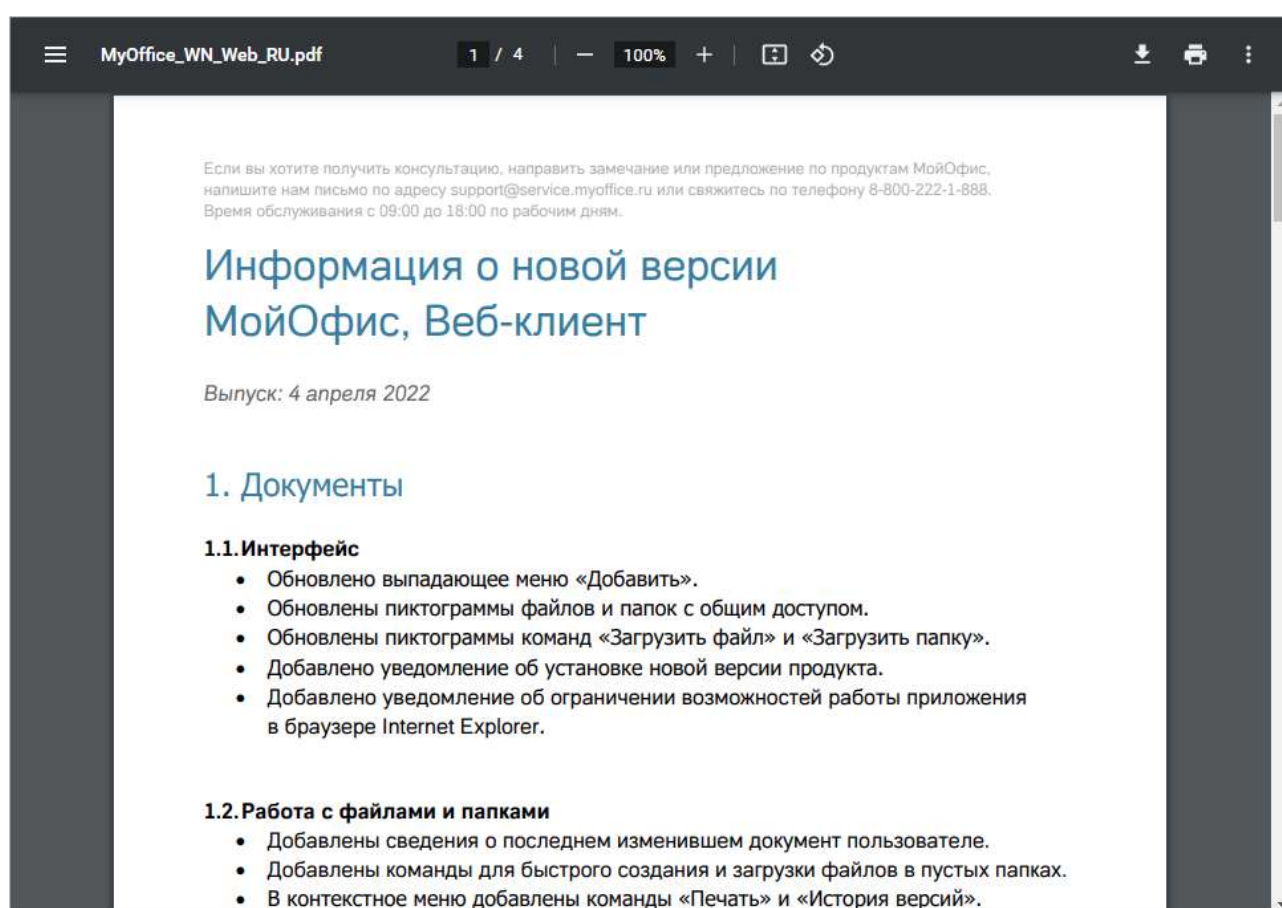 MyOffice_WN_Web_RU.pdf 1 / 4 100%
Если вы хотите получить консультацию, направить замечание или предложение по продуктам МойОфис,
напишите нам письмо по адресу support@service.myoffice.ru или свяжитесь по телефону 8-800-222-1-888.
Время обслуживания с 09:00 до 18:00 по рабочим дням.
Информация о новой версии
МойОфис, Веб-клиент
Выпуск: 4 апреля 2022
1. Документы
1.1. Интерфейс
• Обновлено выпадающее меню «Добавить».
• Обновлены пиктограммы файлов и папок с общим доступом.
• Обновлены пиктограммы команд «Загрузить файл» и «Загрузить папку».
• Добавлено уведомление об установке новой версии продукта.
• Добавлено уведомление об ограничении возможностей работы приложения
в браузере Internet Explorer.
1.2. Работа с файлами и папками
• Добавлены сведения о последнем изменившем документ пользователе.
• Добавлены команды для быстрого создания и загрузки файлов в пустых папках.
• В контекстное меню добавлены команды «Печать» и «История версий».